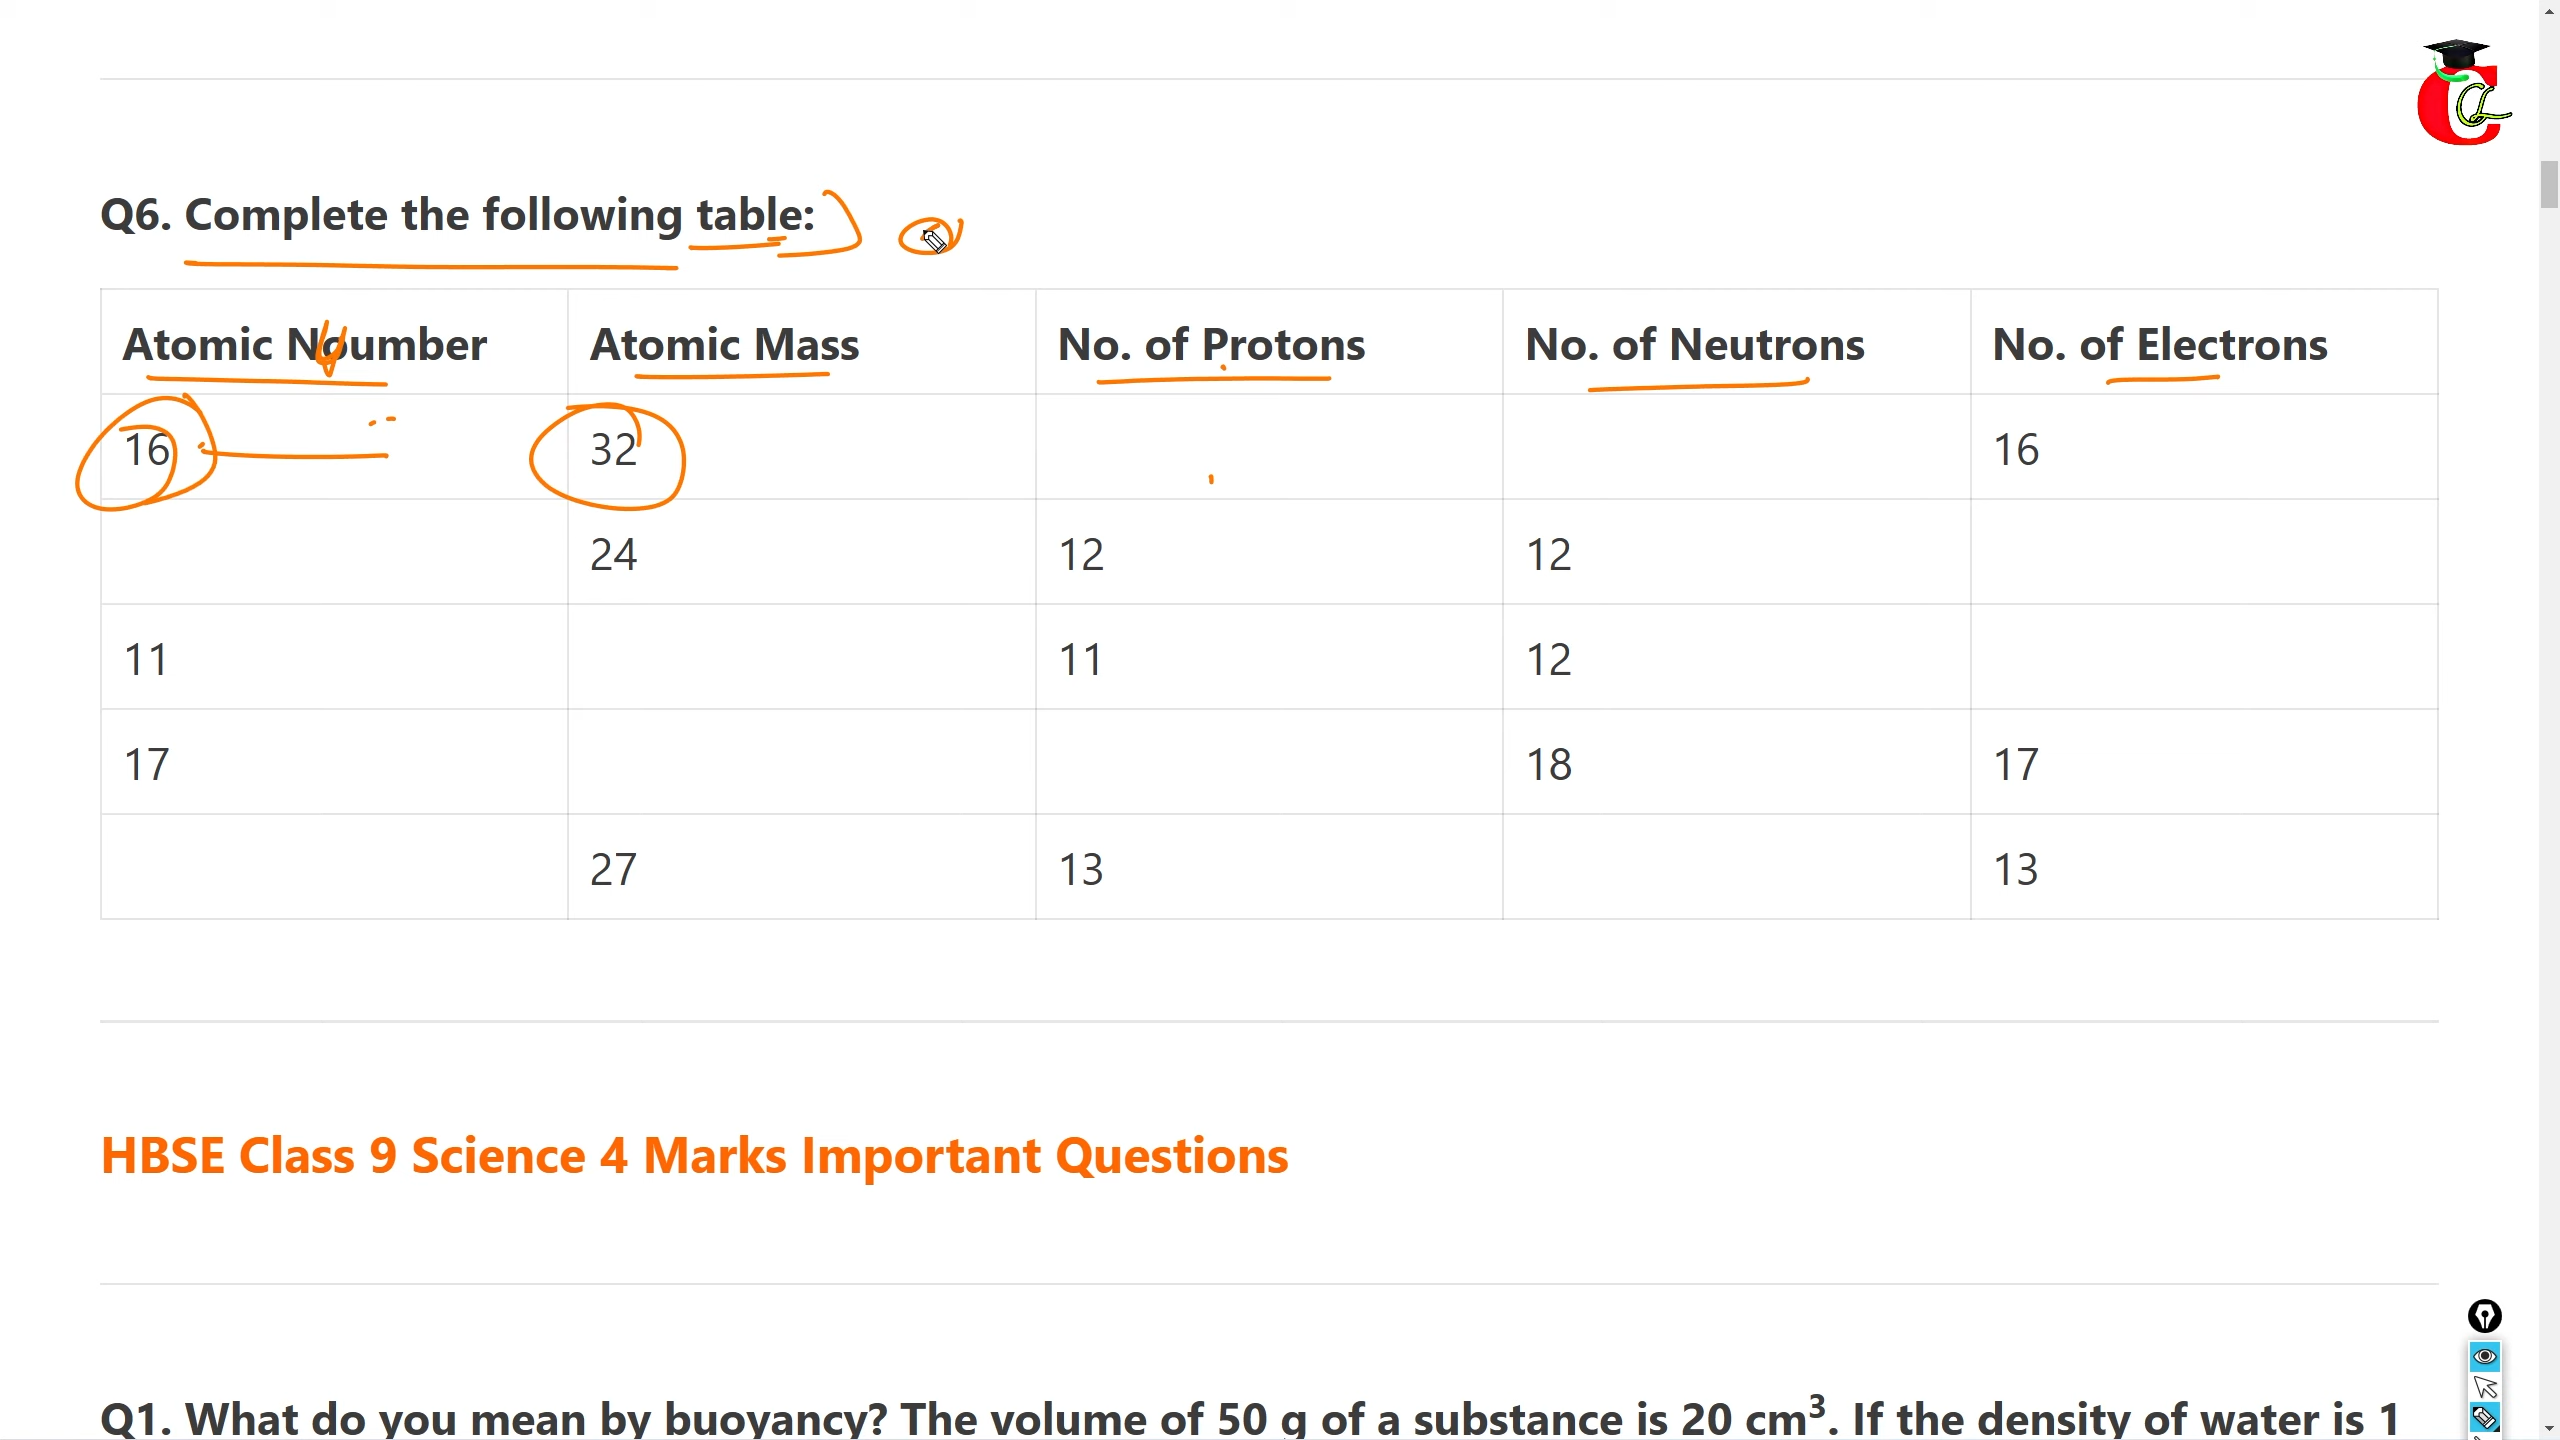 Q6. Complete the following table:
Atomic Noumber Atomic Mass No. of Protons No. of Neutrons No. of Electrons
16 32 16
24 12 12
11 11 12
17 18 17
27 13 13
HBSE Class 9 Science 4 Marks Important Questions
Q1. What do you mean by buoyancy? The volume of 50 g of a substance is 20 cm³. If the density of water is 1